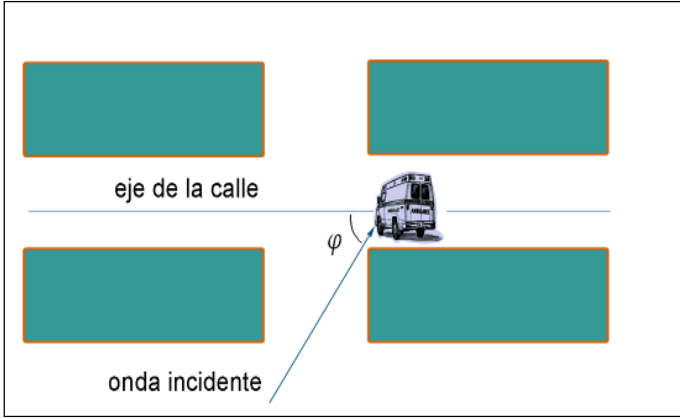 eje de la calle
φ
onda incidente